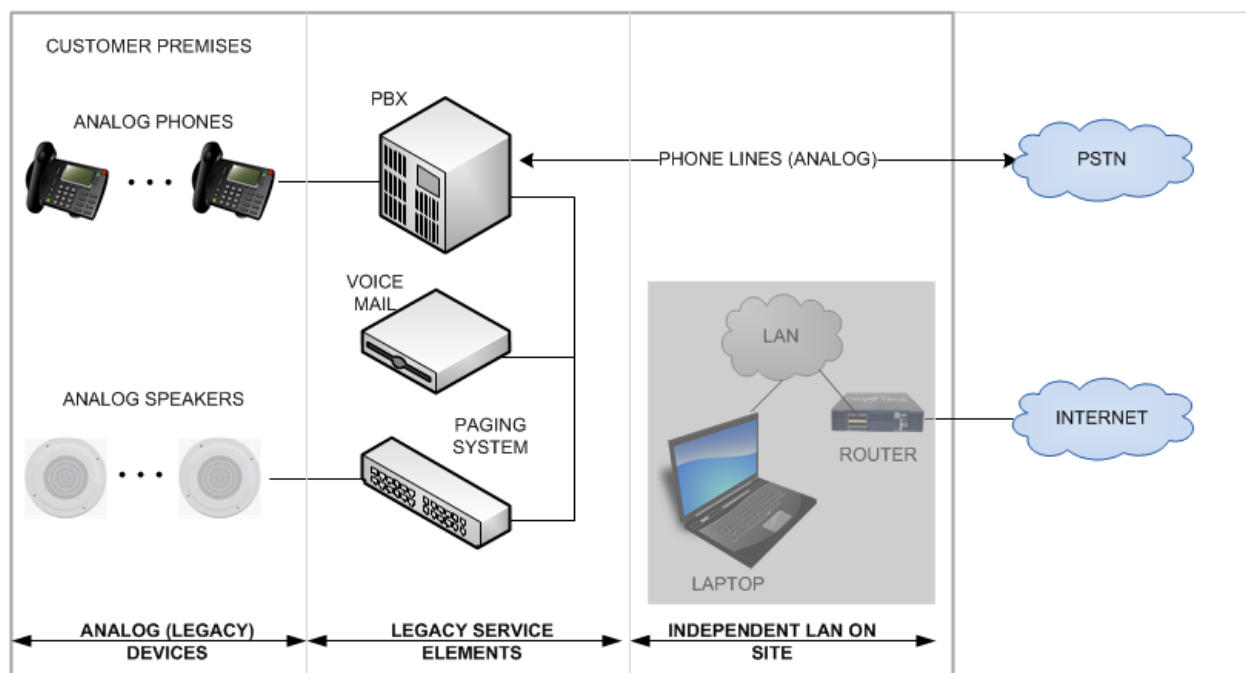 CUSTOMER PREMISES
ANALOG PHONES
PBX
PHONE LINES (ANALOG)
PSTN
VOICE
MAIL
LAN
ANALOG SPEAKERS
PAGING
SYSTEM
ROUTER
INTERNET
LAPTOP
ANALOG (LEGACY)
DEVICES
LEGACY SERVICE
ELEMENTS
INDEPENDENT LAN ON
SITE